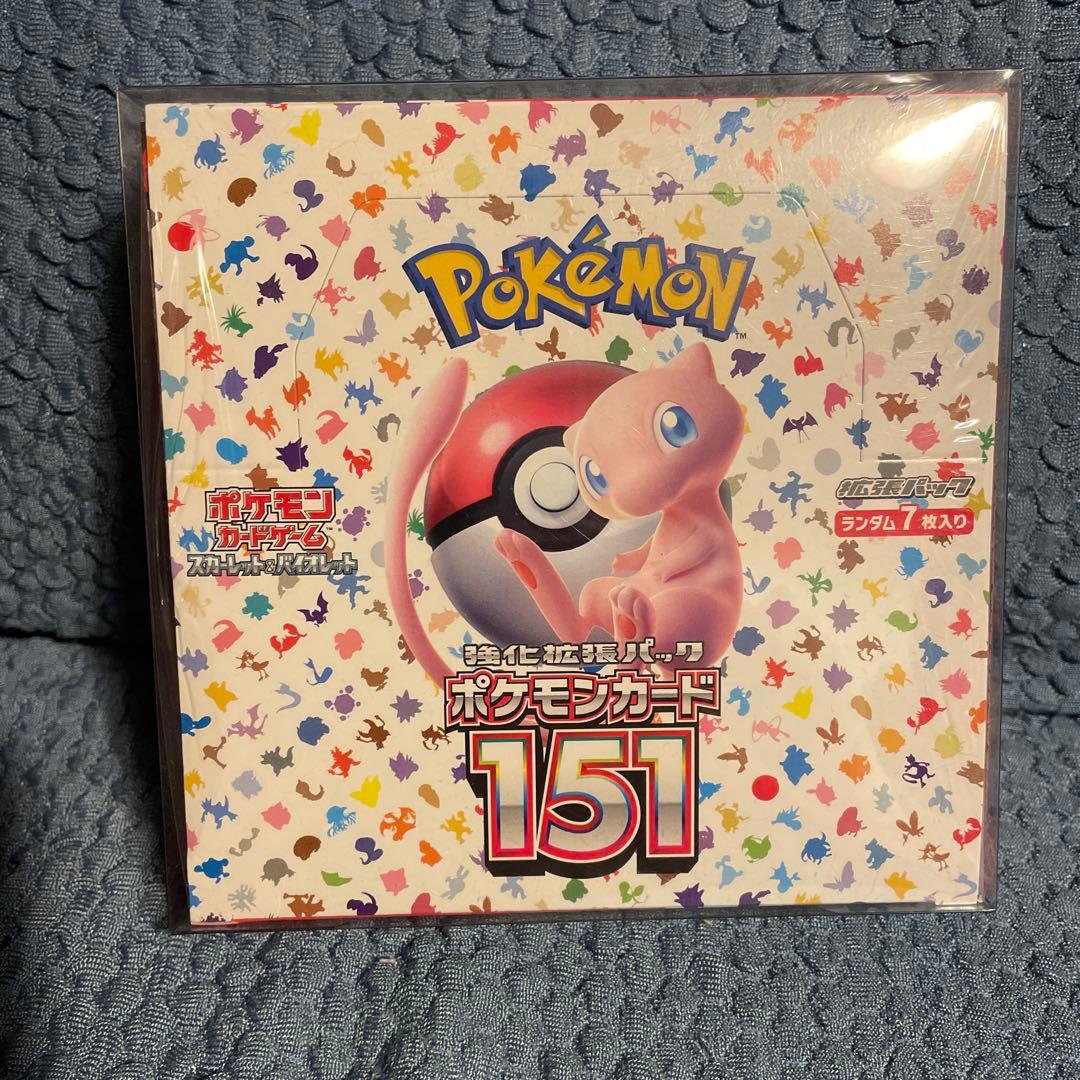 POKéMON
TM
ポケモン
カードゲーム
スカーレット&バイオレット
拡張パック
ランダム7枚入り
強化拡張パック
ポケモンカード
151